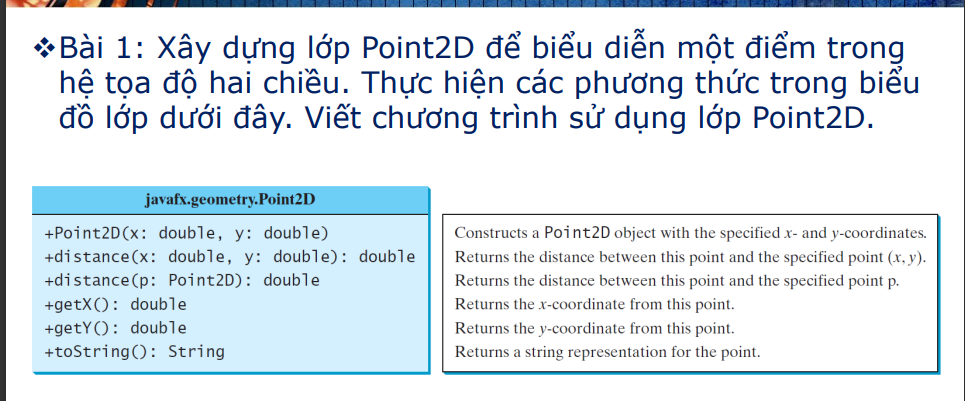 ❖Bài 1: Xây dựng lớp Point2D để biểu diễn một điểm trong
hệ tọa độ hai chiều. Thực hiện các phương thức trong biểu
đồ lớp dưới đây. Viết chương trình sử dụng lớp Point2D.
javafx.geometry.Point2D
+Point2D(x: double, y: double)
+distance(x: double, y: double): double
+distance(p: Point2D): double
+getX(): double
+getY(): double
+toString(): String
Constructs a Point2D object with the specified x- and y-coordinates.
Returns the distance between this point and the specified point (x, y).
Returns the distance between this point and the specified point p.
Returns the x-coordinate from this point.
Returns the y-coordinate from this point.
Returns a string representation for the point.